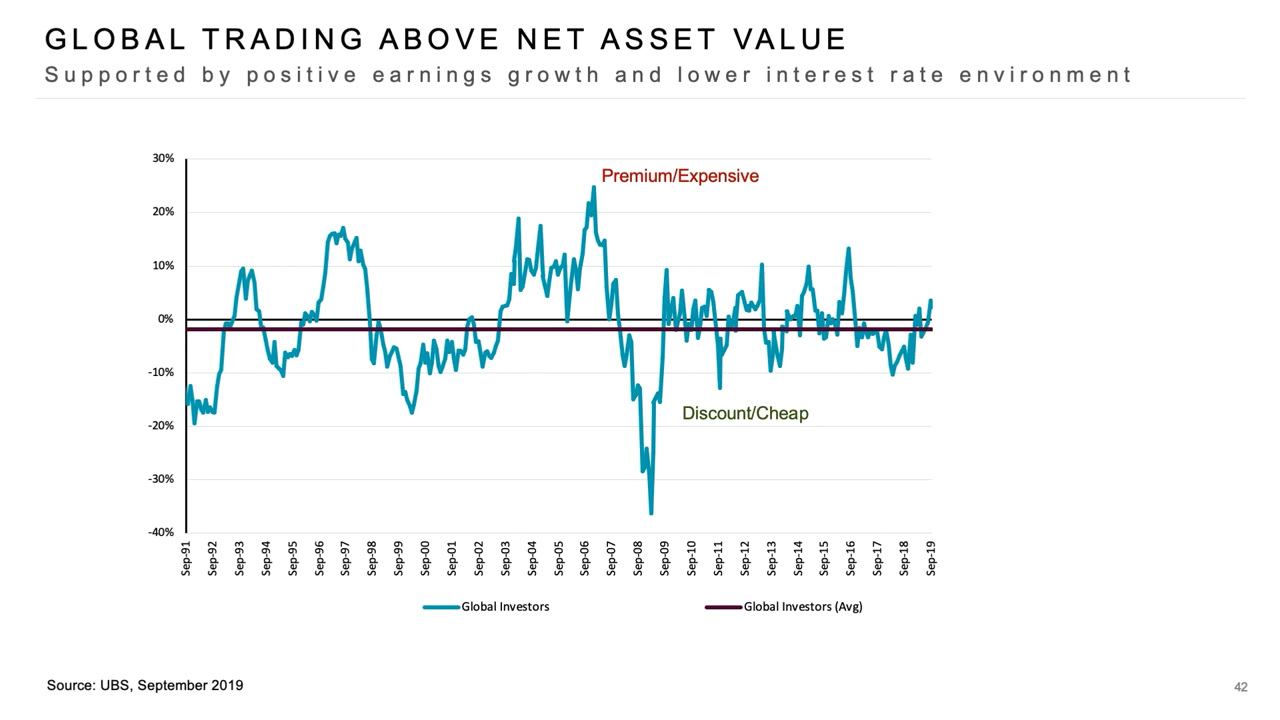 GLOBAL TRADING ABOVE NET ASSET VALUE
Supported by positive earnings growth and lower interest rate environment
30%
Premium/Expensive
20%
10%
0%
-10%
Discount/Cheap
-20%
-30%
-40%
Sep-91 Sep-92 Sep-93 Sep-94 Sep-95 Sep-96 Sep-97 Sep-98 Sep-99 Sep-00 Sep-01 Sep-02 Sep-03 Sep-04 Sep-05 Sep-06 Sep-07 Sep-08 Sep-09 Sep-10 Sep-11 Sep-12 Sep-13 Sep-14 Sep-15 Sep-16 Sep-17 Sep-18 Sep-19
Global Investors Global Investors (Avg)
Source: UBS, September 2019
42